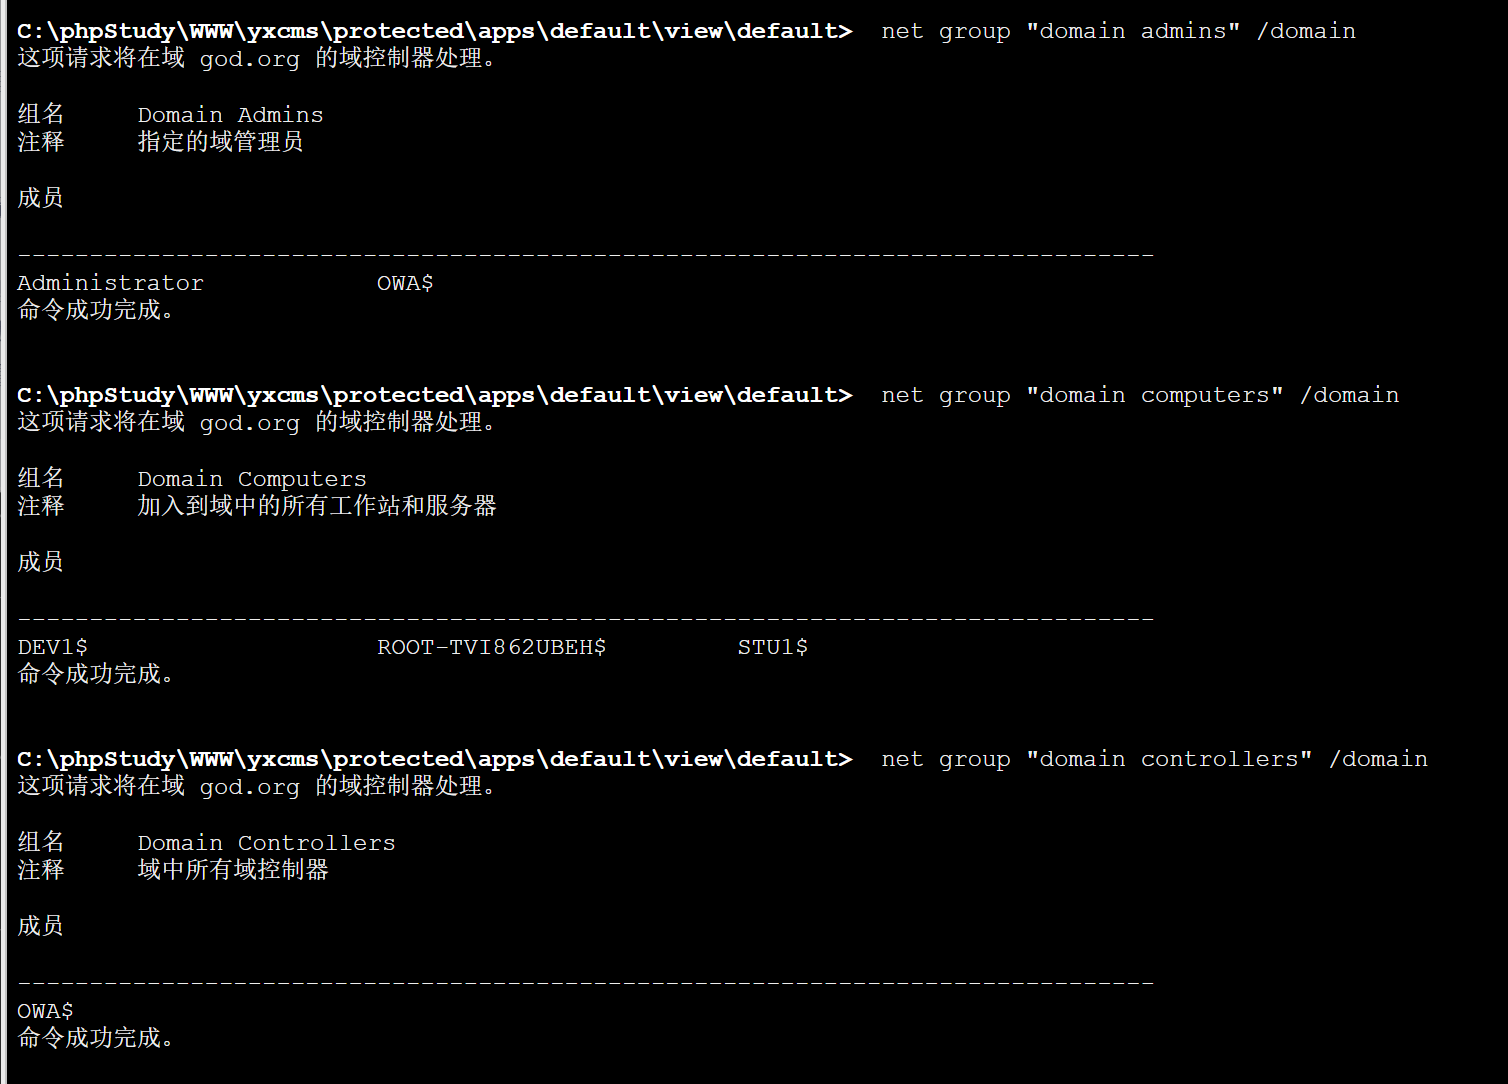 C:\phpStudy\WWW\yxcms\protected\apps\default\view\default>  net group "domain admins" /domain
这项请求将在域 god.org 的域控制器处理。
组名     Domain Admins
注释     指定的域管理员
成员
-------------------------------------------------------------------------------
Administrator            OWA$
命令成功完成。
C:\phpStudy\WWW\yxcms\protected\apps\default\view\default>  net group "domain computers" /domain
这项请求将在域 god.org 的域控制器处理。
组名     Domain Computers
注释     加入到域中的所有工作站和服务器
成员
-------------------------------------------------------------------------------
DEV1$                    ROOT-TVI862UBEH$         STU1$
命令成功完成。
C:\phpStudy\WWW\yxcms\protected\apps\default\view\default>  net group "domain controllers" /domain
这项请求将在域 god.org 的域控制器处理。
组名     Domain Controllers
注释     域中所有域控制器
成员
-------------------------------------------------------------------------------
OWA$
命令成功完成。